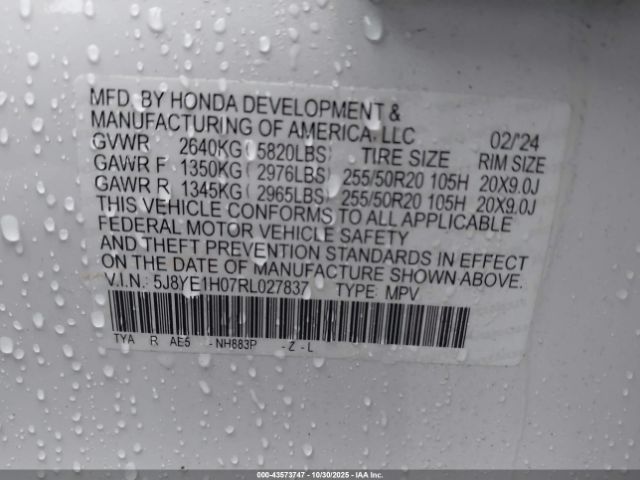 MFD. BY HONDA DEVELOPMENT &
MANUFACTURING OF AMERICA, LLC 02/'24
GVWR 2640KG (5820LBS) TIRE SIZE RIM SIZE
GAWR F 1350KG (2976LBS) 255/50R20 105H 20X9.0J
GAWR R 1345KG (2965LBS) 255/50R20 105H 20X9.0J
THIS VEHICLE CONFORMS TO ALL APPLICABLE
FEDERAL MOTOR VEHICLE SAFETY
AND THEFT PREVENTION STANDARDS IN EFFECT
ON THE DATE OF MANUFACTURE SHOWN ABOVE.
V.I.N.: 5J8YE1H07RL027837 TYPE: MPV
TYA R AE5 -NH883P -Z-L
000-43573747 - 10/30/2025 - IAAI.COM